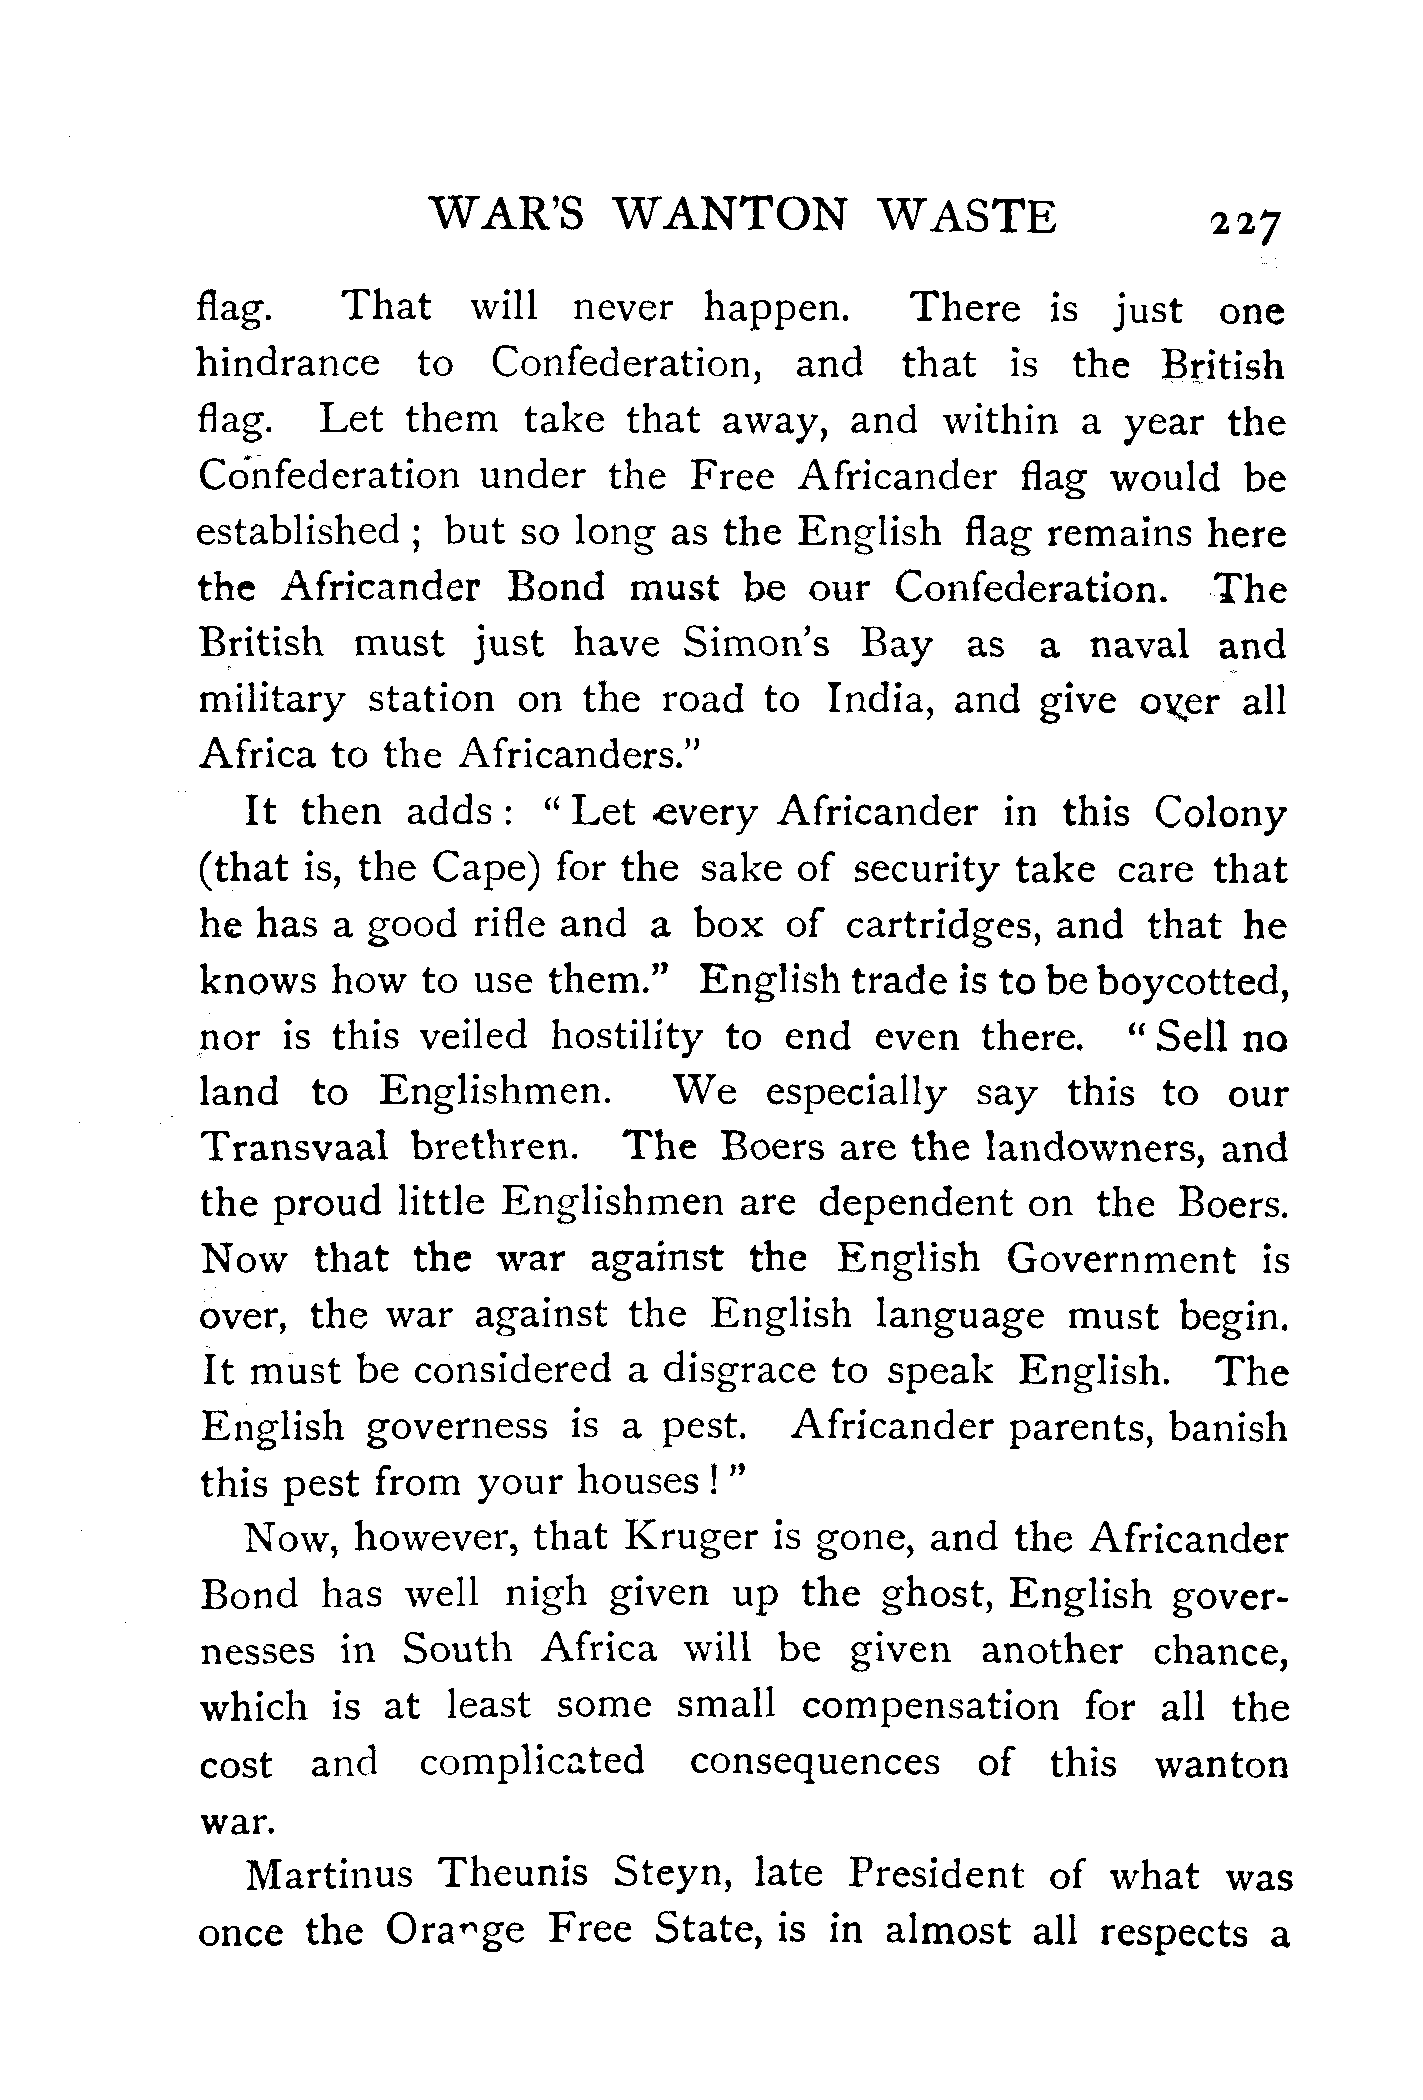 WAR'S WANTON WASTE 227
flag. That will never happen. There is just one
hindrance to Confederation, and that is the British
flag. Let them take that away, and within a year the
Confederation under the Free Africander flag would be
established ; but so long as the English flag remains here
the Africander Bond must be our Confederation. The
British must just have Simon's Bay as a naval and
military station on the road to India, and give over all
Africa to the Africanders."
It then adds : " Let every Africander in this Colony
(that is, the Cape) for the sake of security take care that
he has a good rifle and a box of cartridges, and that he
knows how to use them." English trade is to be boycotted,
nor is this veiled hostility to end even there. " Sell no
land to Englishmen. We especially say this to our
Transvaal brethren. The Boers are the landowners, and
the proud little Englishmen are dependent on the Boers.
Now that the war against the English Government is
over, the war against the English language must begin.
It must be considered a disgrace to speak English. The
English governess is a pest. Africander parents, banish
this pest from your houses ! "
Now, however, that Kruger is gone, and the Africander
Bond has well nigh given up the ghost, English gover-
nesses in South Africa will be given another chance,
which is at least some small compensation for all the
cost and complicated consequences of this wanton
war.
Martinus Theunis Steyn, late President of what was
once the Orange Free State, is in almost all respects a